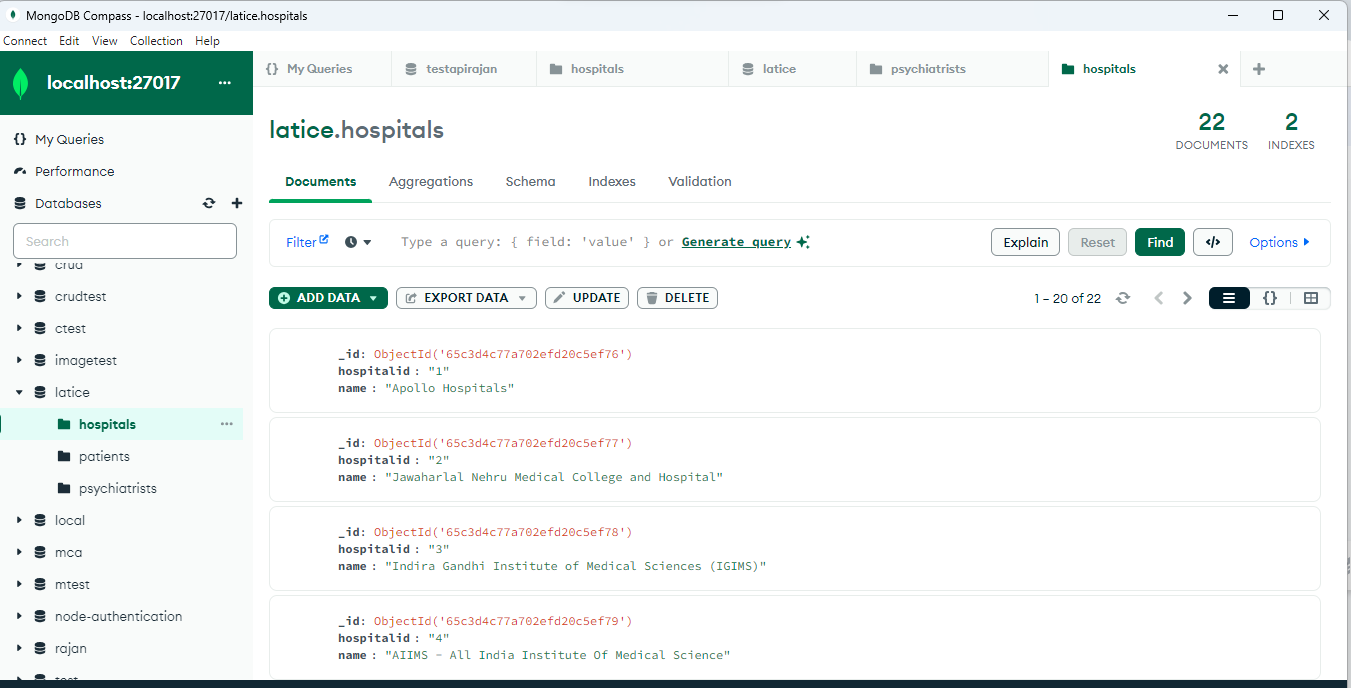 MongoDB Compass - localhost:27017/latice.hospitals
Connect Edit View Collection Help
localhost:27017 ...
{} My Queries
Performance
Databases
Search
crud
crudtest
ctest
imagetest
latice
hospitals ...
patients
psychiatrists
local
mca
mtest
node-authentication
rajan
test
{} My Queries testapirajan hospitals latice psychiatrists hospitals
latice.hospitals
22 2
DOCUMENTS INDEXES
Documents Aggregations Schema Indexes Validation
Filter Type a query: { field: 'value' } or Generate query Explain Reset Find </> Options
ADD DATA EXPORT DATA UPDATE DELETE 1 – 20 of 22 {}
_id: ObjectId('65c3d4c77a702efd20c5ef76')
hospitalid : "1"
name : "Apollo Hospitals"
_id: ObjectId('65c3d4c77a702efd20c5ef77')
hospitalid : "2"
name : "Jawaharlal Nehru Medical College and Hospital"
_id: ObjectId('65c3d4c77a702efd20c5ef78')
hospitalid : "3"
name : "Indira Gandhi Institute of Medical Sciences (IGIMS)"
_id: ObjectId('65c3d4c77a702efd20c5ef79')
hospitalid : "4"
name : "AIIMS - All India Institute Of Medical Science"